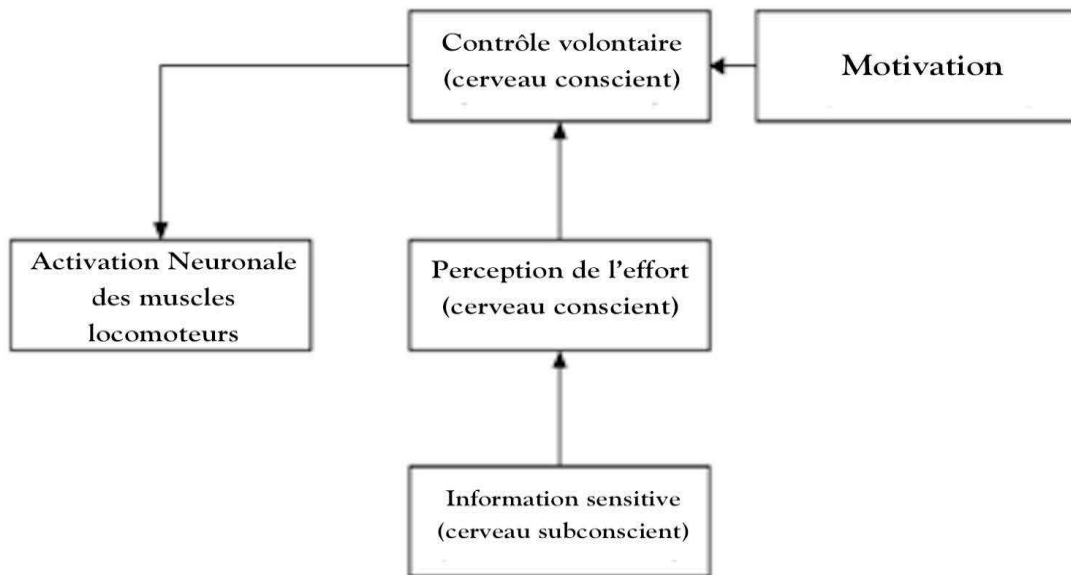 Contrôle volontaire
(cerveau conscient)
Motivation
Activation Neuronale
des muscles
locomoteurs
Perception de l'effort
(cerveau conscient)
Information sensitive
(cerveau subconscient)